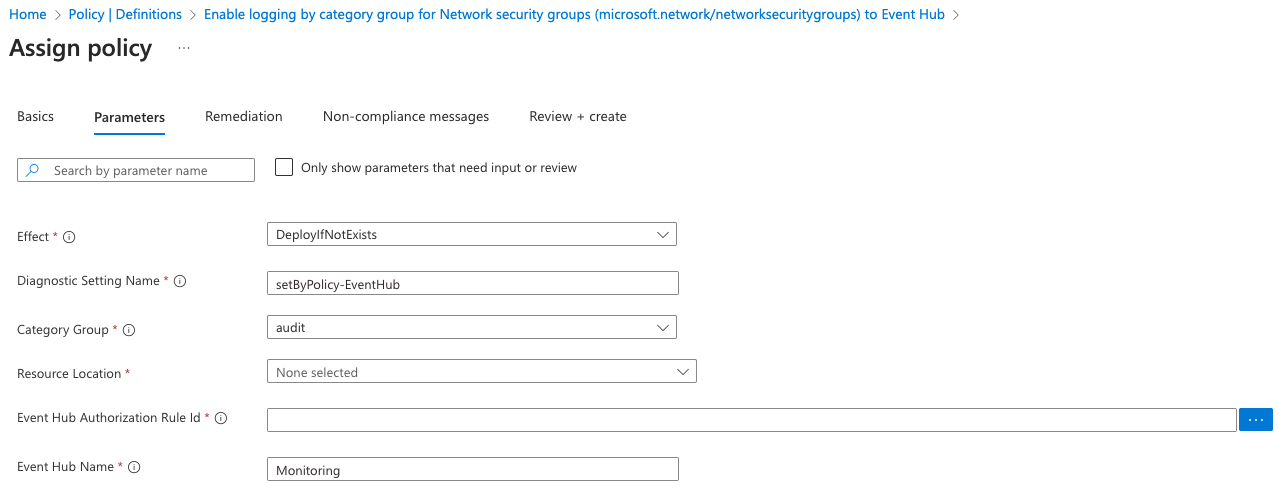 Home > Policy | Definitions > Enable logging by category group for Network security groups (microsoft.network/networksecuritygroups) to Event Hub >
Assign policy ...
Basics Parameters Remediation Non-compliance messages Review + create
Search by parameter name Only show parameters that need input or review
Effect * DeployIfNotExists
Diagnostic Setting Name * setByPolicy-EventHub
Category Group * audit
Resource Location * None selected
Event Hub Authorization Rule Id * ...
Event Hub Name * Monitoring